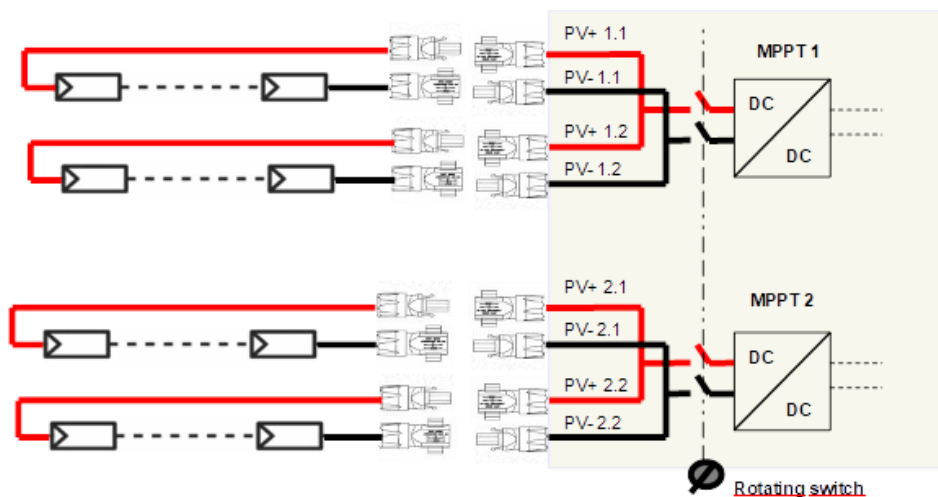 PV+ 1.1
MPPT 1
PV- 1.1
DC
PV+ 1.2
DC
PV- 1.2
PV+ 2.1
MPPT 2
PV- 2.1
DC
PV+ 2.2
DC
PV- 2.2
Rotating switch